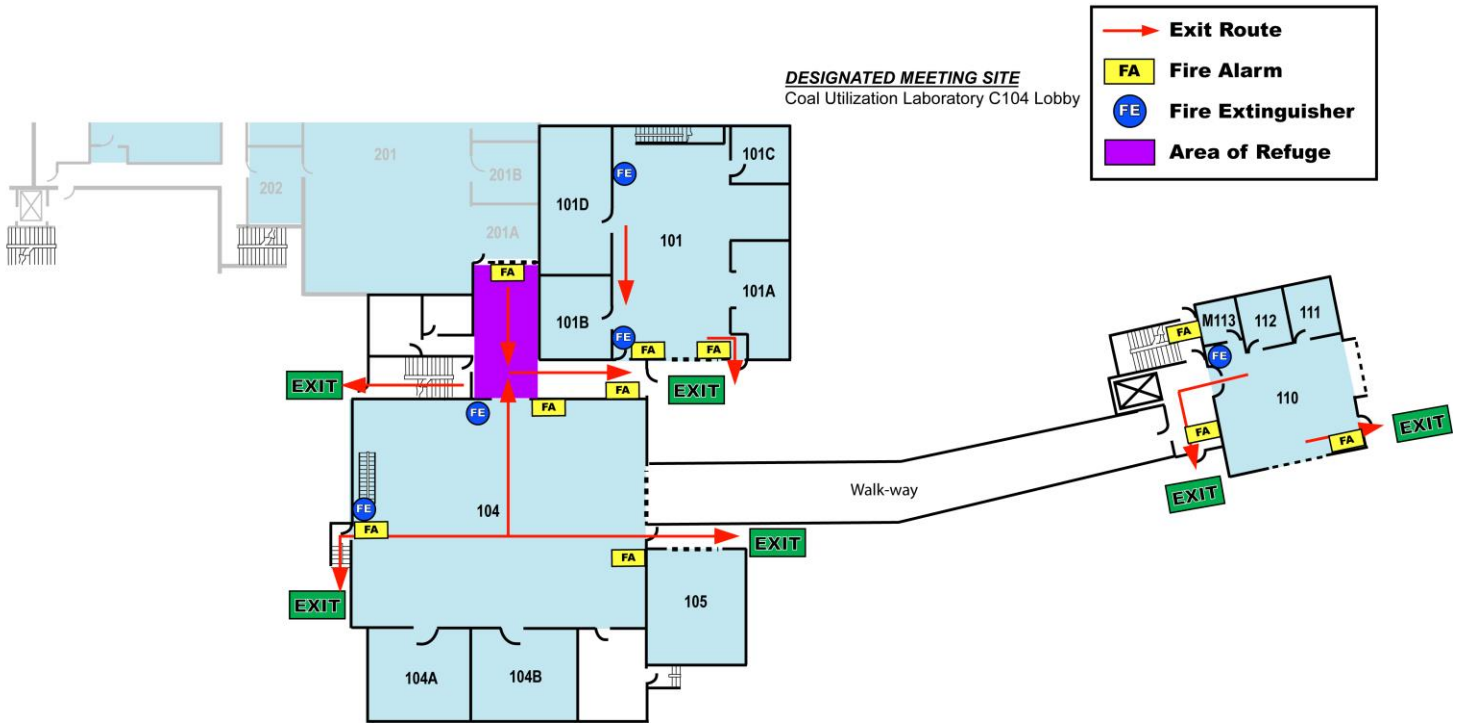 Exit Route
FA Fire Alarm
FE Fire Extinguisher
Area of Refuge
DESIGNATED MEETING SITE
Coal Utilization Laboratory C104 Lobby
201
202
201B
201A
FA
101D
FE
101C
101
101A
101B
FE
FA
FA
EXIT
EXIT
FA
FE
FA
104
FE
FA
EXIT
FA
EXIT
105
104A
104B
Walk-way
M113
112
111
FA
FE
110
FA
FA
EXIT
EXIT